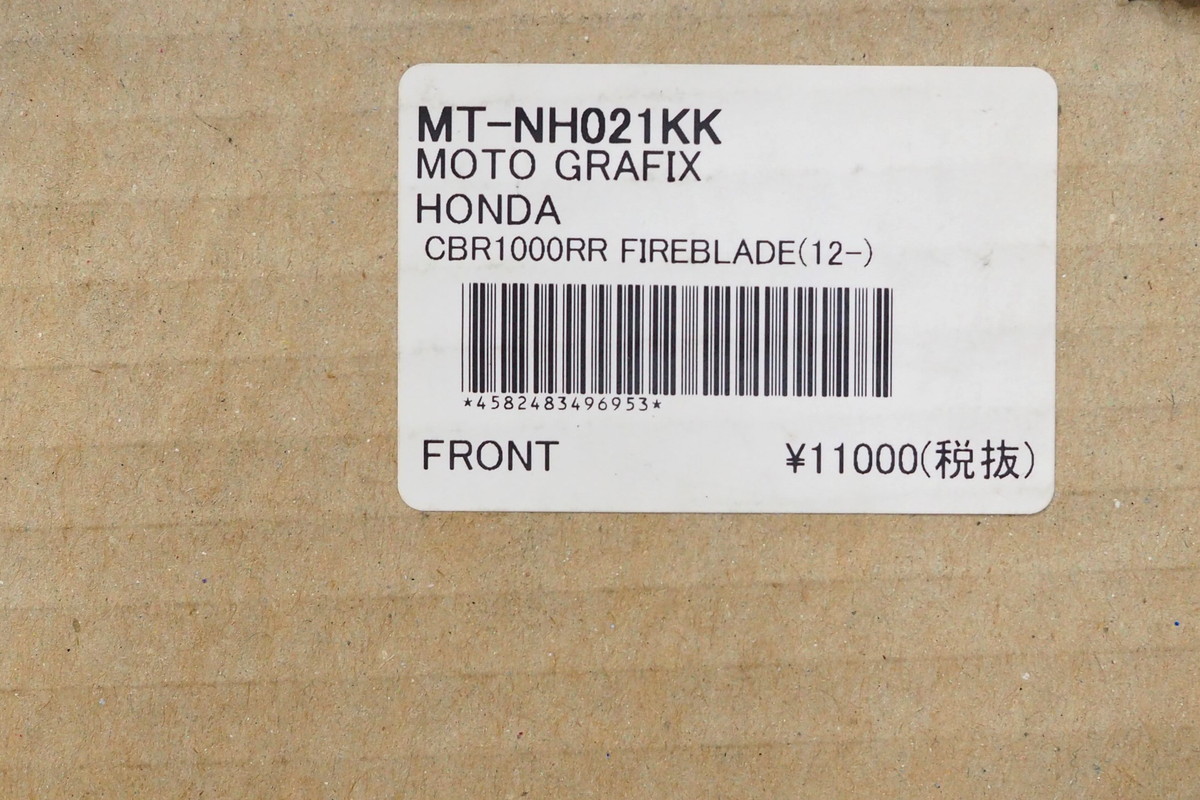 MT-NH021KK
MOTO GRAFIX
HONDA
CBR1000RR FIREBLADE(12-)
*4582483496953*
FRONT
¥11000(税抜)